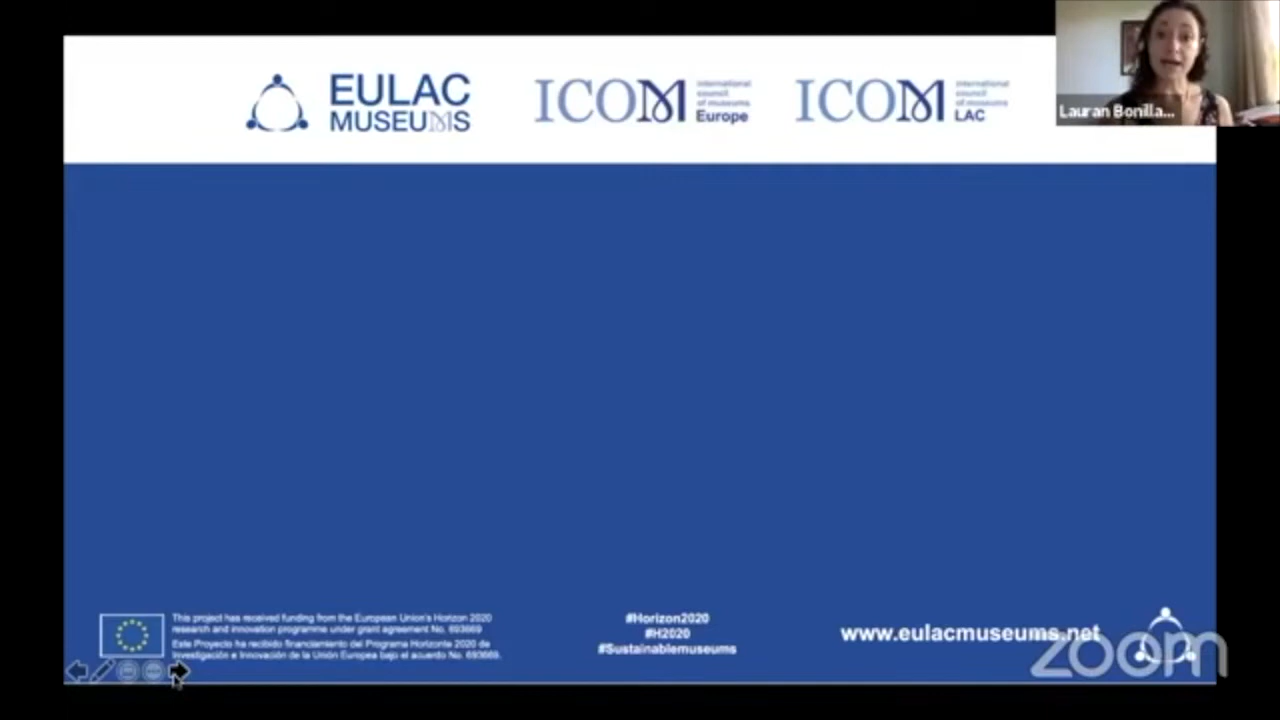 EULAC
MUSEUMS
ICOM
international
council
of museums
Europe
ICOM
international
council
of museums
LAC
Lauran Bonilla...
This project has received funding from the European Union's Horizon 2020
research and innovation programme under grant agreement No. 693669
Este Proyecto ha recibido financiamiento del Programa Horizonte 2020 de
Investigación e Innovación de la Unión Europea bajo el acuerdo No. 693669.
#Horizon2020
#H2020
#Sustainablemuseums
www.eulacmuseums.net
zoom